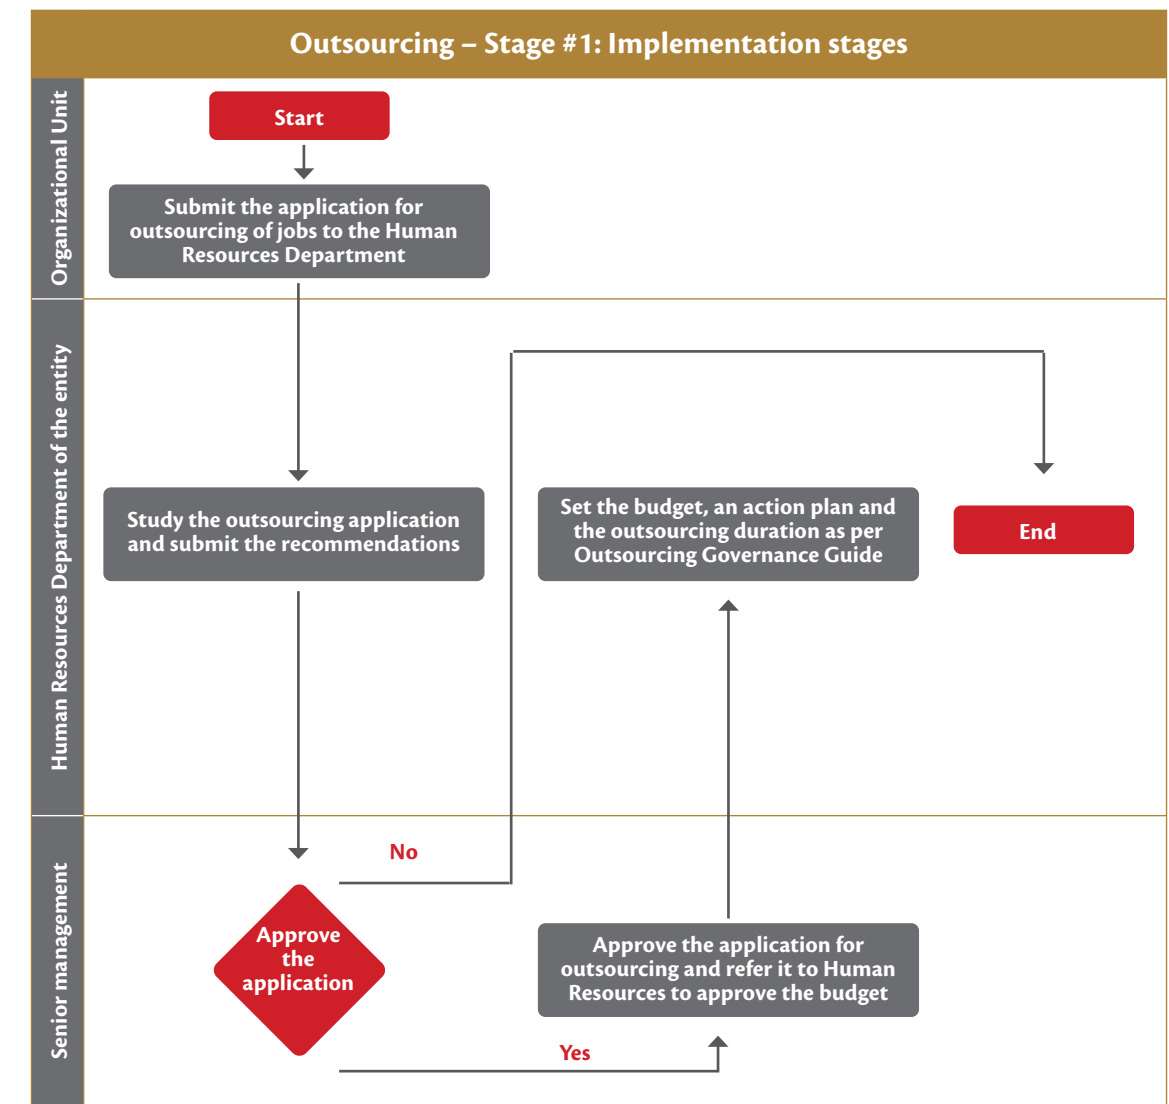 Outsourcing – Stage #1: Implementation stages
Organizational Unit
Start
Submit the application for
outsourcing of jobs to the Human
Resources Department
Human Resources Department of the entity
Study the outsourcing application
and submit the recommendations
Set the budget, an action plan and
the outsourcing duration as per
Outsourcing Governance Guide
End
Senior management
No
Approve
the
application
Approve the application for
outsourcing and refer it to Human
Resources to approve the budget
Yes